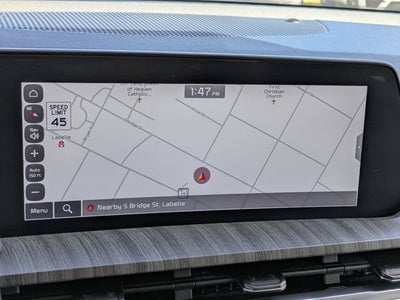 of Heaven
Catholic...
1:47 PM
First
Christian
Church
SPEED
LIMIT
45
Nav
Labelle
Auto
150 ft
Menu
Nearby S Bridge St, Labelle